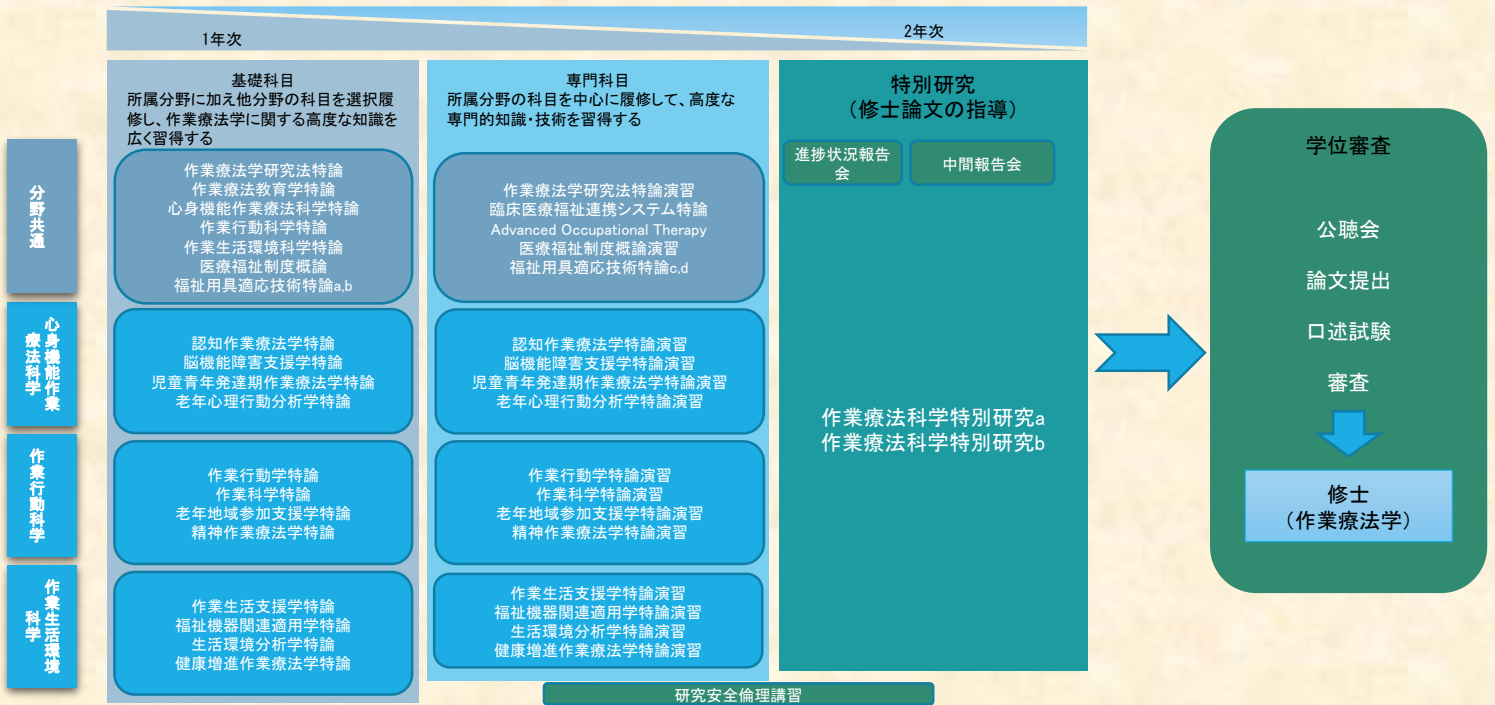 1年次
2年次
基礎科目
所属分野に加え他分野の科目を選択履
修し、作業療法学に関する高度な知識を
広く習得する
専門科目
所属分野の科目を中心に履修して、高度な
専門的知識・技術を習得する
特別研究
（修士論文の指導）
進捗状況報告
会
中間報告会
分野共通
作業療法学研究法特論
作業療法教育学特論
心身機能作業療法科学特論
作業行動科学特論
作業生活環境科学特論
医療福祉制度概論
福祉用具適応技術特論a,b
作業療法学研究法特論演習
臨床医療福祉連携システム特論
Advanced Occupational Therapy
医療福祉制度概論演習
福祉用具適応技術特論c,d
心身機能作業
療法科学
認知作業療法学特論
脳機能障害支援学特論
児童青年発達期作業療法学特論
老年心理行動分析学特論
認知作業療法学特論演習
脳機能障害支援学特論演習
児童青年発達期作業療法学特論演習
老年心理行動分析学特論演習
作業行動科学
作業行動学特論
作業科学特論
老年地域参加支援学特論
精神作業療法学特論
作業行動学特論演習
作業科学特論演習
老年地域参加支援学特論演習
精神作業療法学特論演習
作業生活環境
科学
作業生活支援学特論
福祉機器関連適用学特論
生活環境分析学特論
健康増進作業療法学特論
作業生活支援学特論演習
福祉機器関連適用学特論演習
生活環境分析学特論演習
健康増進作業療法学特論演習
作業療法科学特別研究a
作業療法科学特別研究b
研究安全倫理講習
学位審査
公聴会
論文提出
口述試験
審査
修士
（作業療法学）